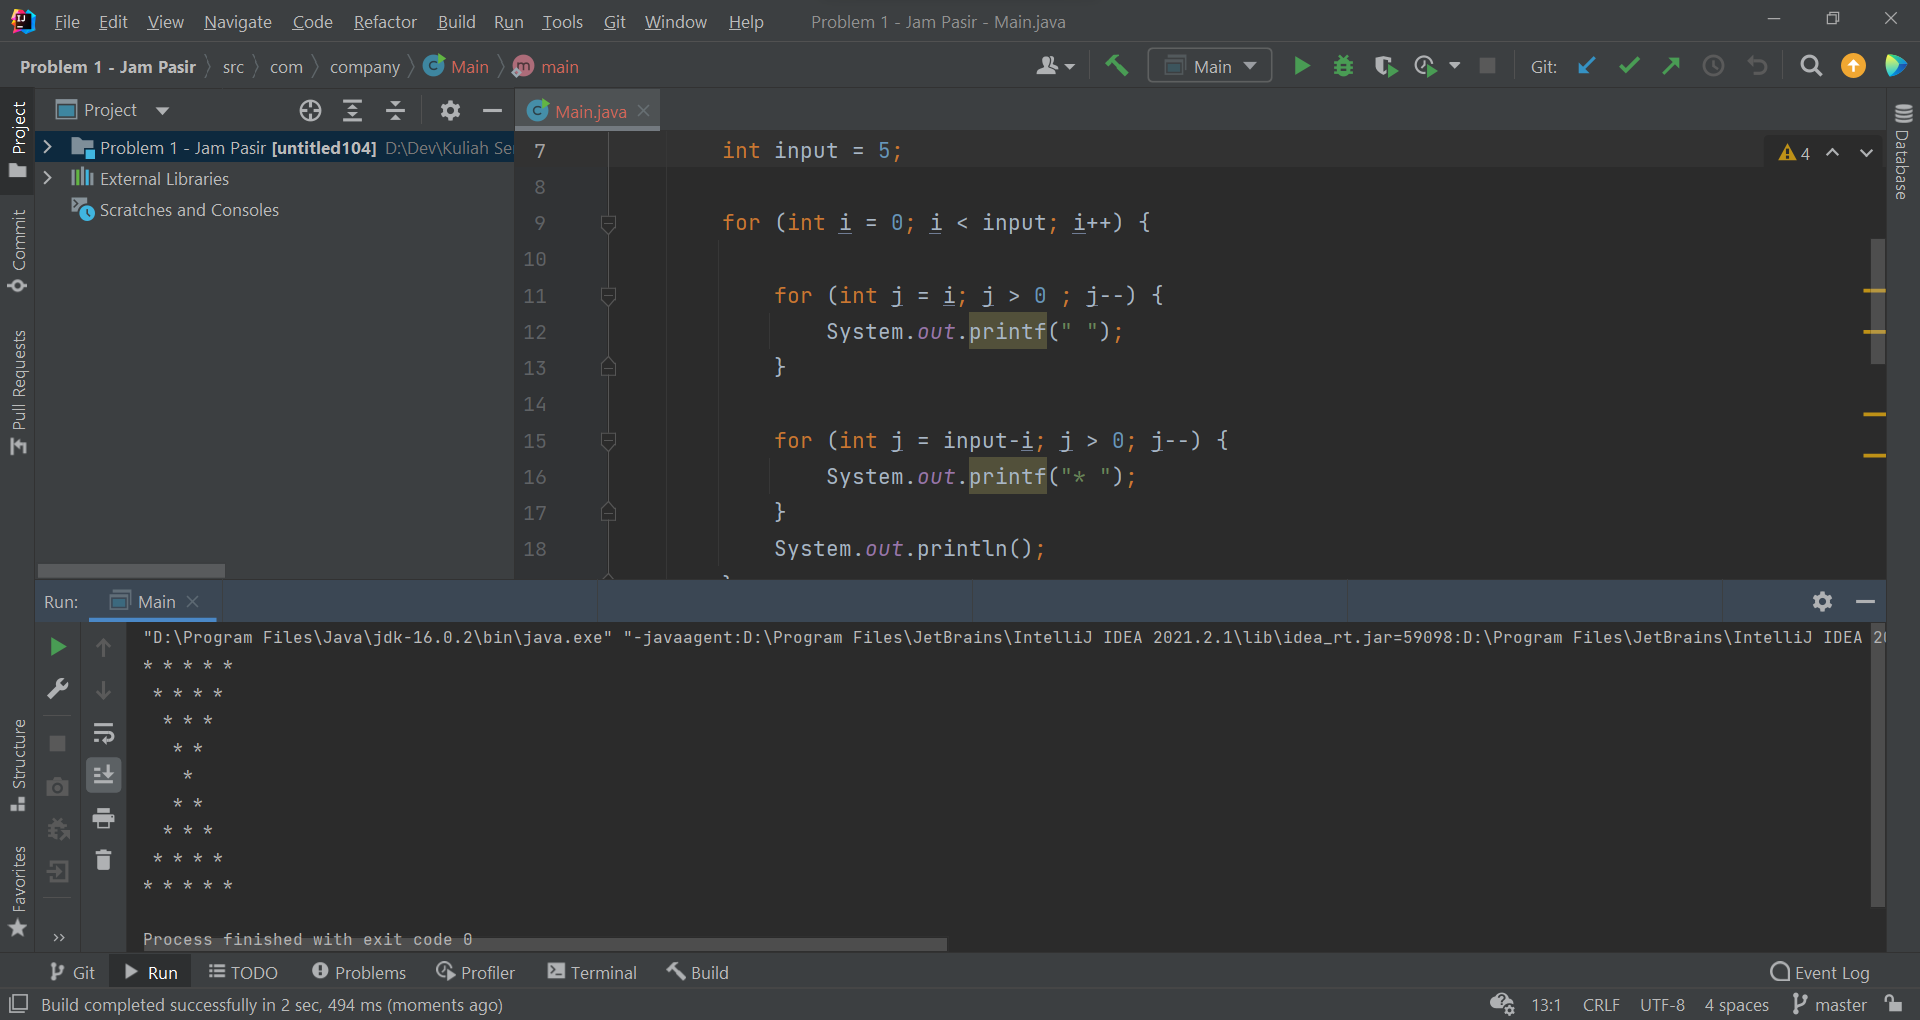 File Edit View Navigate Code Refactor Build Run Tools Git Window Help Problem 1 - Jam Pasir - Main.java
Problem 1 - Jam Pasir src com company Main main Main Git:
Project
Main.java
Problem 1 - Jam Pasir [untitled104] D:\Dev\Kuliah Se
External Libraries
Scratches and Consoles
Project
Commit
Pull Requests
Structure
Favorites
Database
4
7 int input = 5;
8
9 for (int i = 0; i < input; i++) {
10
11 for (int j = i; j > 0 ; j--) {
12 System.out.printf(" ");
13 }
14
15 for (int j = input-i; j > 0; j--) {
16 System.out.printf("* ");
17 }
18 System.out.println();
Run: Main
"D:\Program Files\Java\jdk-16.0.2\bin\java.exe" "-javaagent:D:\Program Files\JetBrains\IntelliJ IDEA 2021.2.1\lib\idea_rt.jar=59098:D:\Program Files\JetBrains\IntelliJ IDEA 20
* * * * *
 * * * *
  * * *
   * *
    *
   * *
  * * *
 * * * *
* * * * *
Process finished with exit code 0
Git Run TODO Problems Profiler Terminal Build Event Log
Build completed successfully in 2 sec, 494 ms (moments ago) 13:1 CRLF UTF-8 4 spaces master